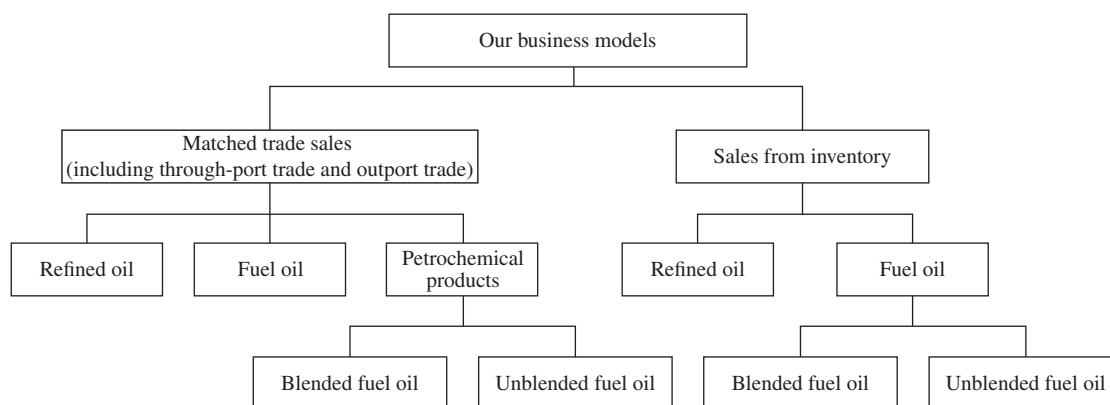 Our business models
Matched trade sales
(including through-port trade and outport trade)
Sales from inventory
Refined oil
Fuel oil
Petrochemical
products
Refined oil
Fuel oil
Blended fuel oil
Unblended fuel oil
Blended fuel oil
Unblended fuel oil